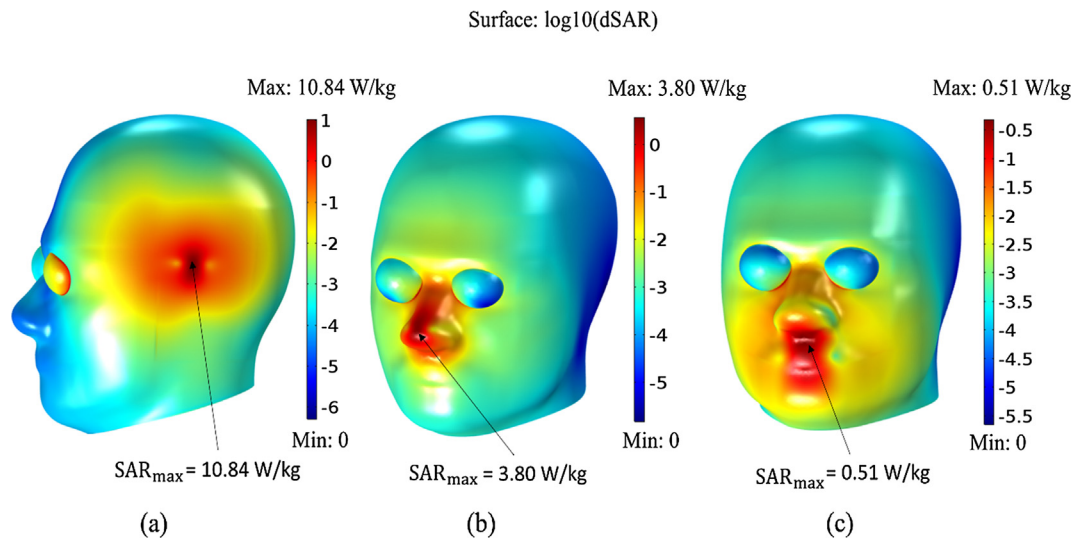 Surface: log10(dSAR)
Max: 10.84 W/kg
1
0
-1
-2
-3
-4
-5
-6
Min: 0
SARmax = 10.84 W/kg
(a)
Max: 3.80 W/kg
0
-1
-2
-3
-4
-5
Min: 0
SARmax = 3.80 W/kg
(b)
Max: 0.51 W/kg
-0.5
-1
-1.5
-2
-2.5
-3
-3.5
-4
-4.5
-5
-5.5
Min: 0
SARmax = 0.51 W/kg
(c)